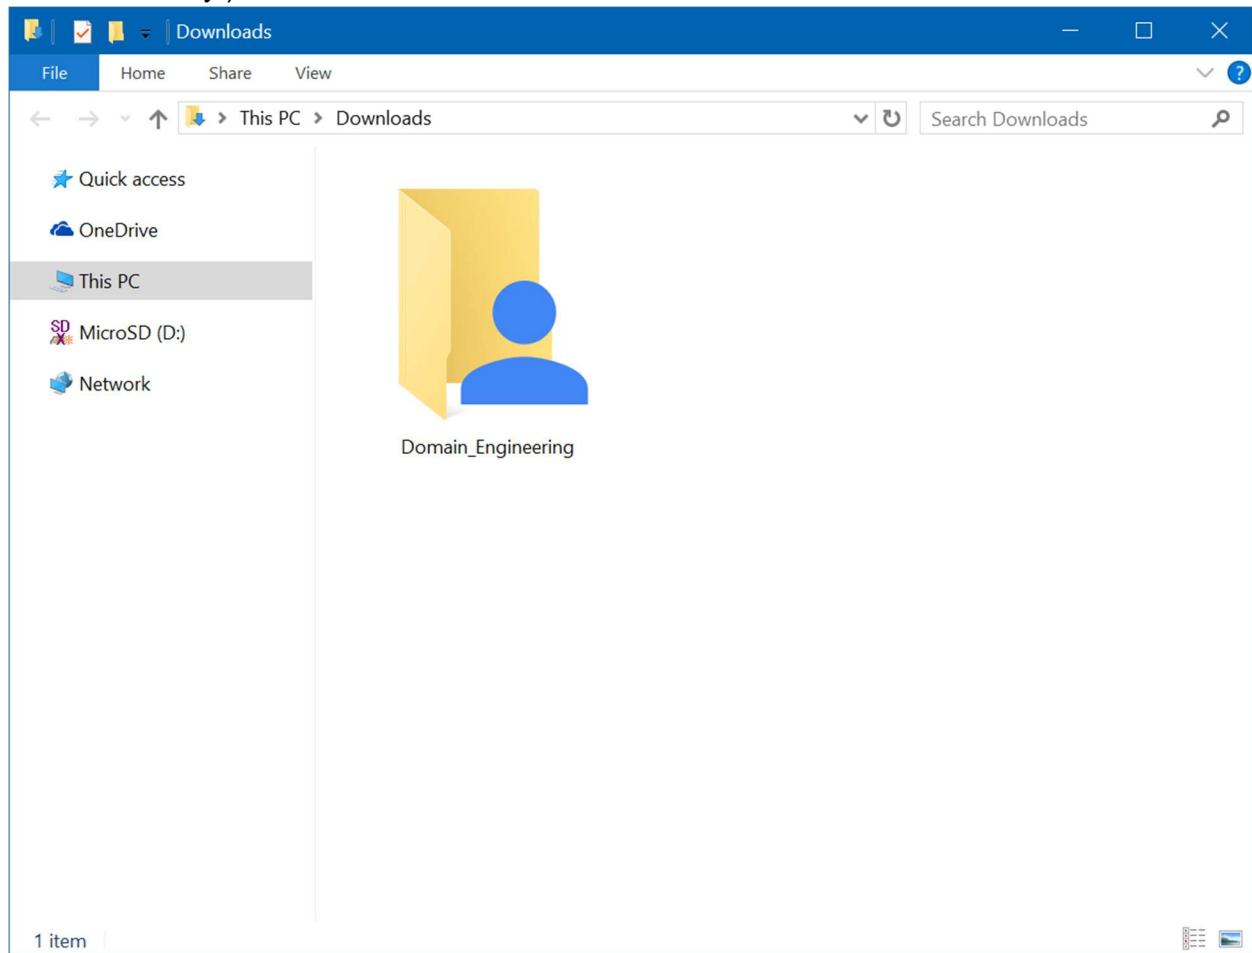 Downloads
File Home Share View ?
This PC > Downloads Search Downloads
Quick access
OneDrive
This PC
SD MicroSD (D:)
Network
Domain_Engineering
1 item